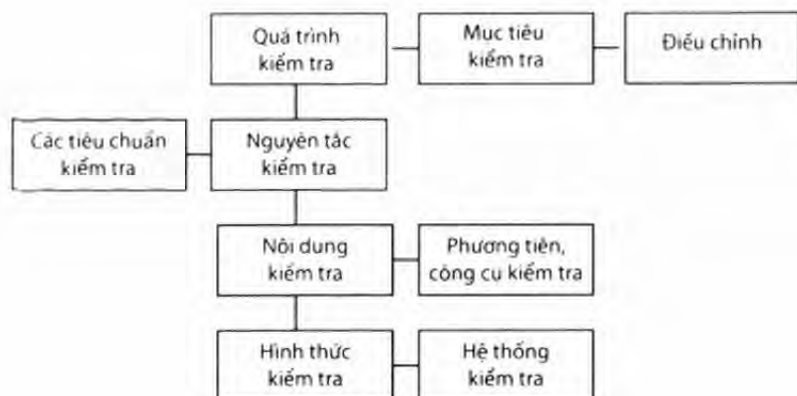 Quá trình
kiểm tra
Mục tiêu
kiểm tra
Điều chỉnh
Các tiêu chuẩn
kiểm tra
Nguyên tắc
kiểm tra
Nội dung
kiểm tra
Phương tiên,
công cụ kiểm tra
Hình thức
kiểm tra
Hệ thống
kiểm tra